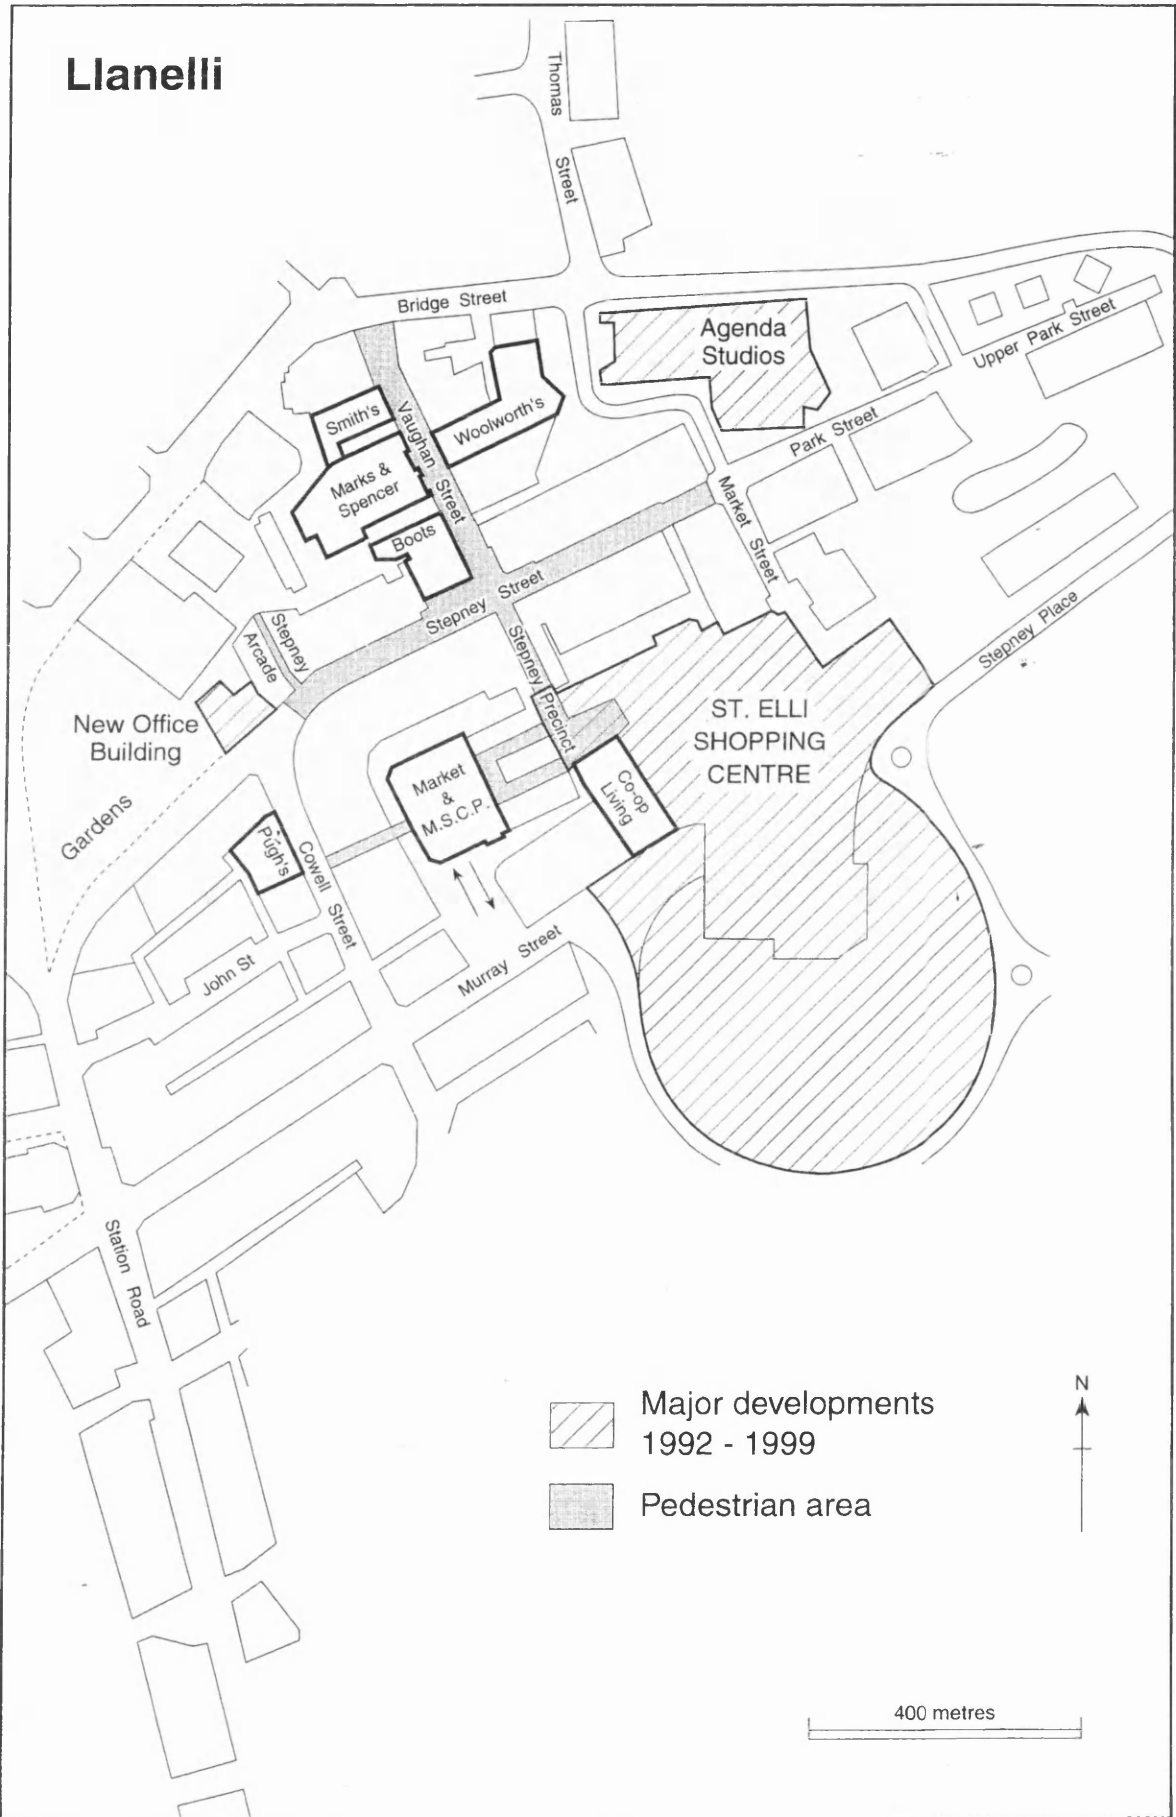 Llanelli
Thomas
Street
Bridge Street
Agenda
Studios
Upper Park Street
Park Street
Smith's
Vaughan
Street
Woolworth's
Marks &
Spencer
Boots
Market
Street
Stepney Street
Stepney
Arcade
Stepney
Precinct
Stepney Place
New Office
Building
ST. ELLI
SHOPPING
CENTRE
Market
&
M.S.C.P.
Co-op
Living
Gardens
Pugh's
Cowell
Street
John St
Murray Street
Station Road
Major developments
1992 - 1999
Pedestrian area
N
400 metres